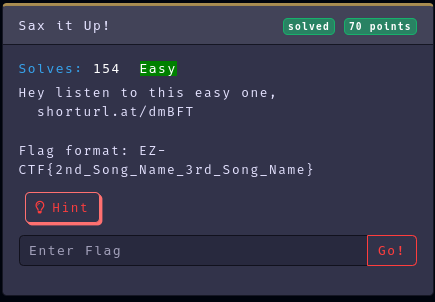 Sax it Up!
solved
70 points
Solves: 154 Easy
Hey listen to this easy one,
shorturl.at/dmBFT
Flag format: EZ-
CTF{2nd_Song_Name_3rd_Song_Name}
Hint
Enter Flag
Go!